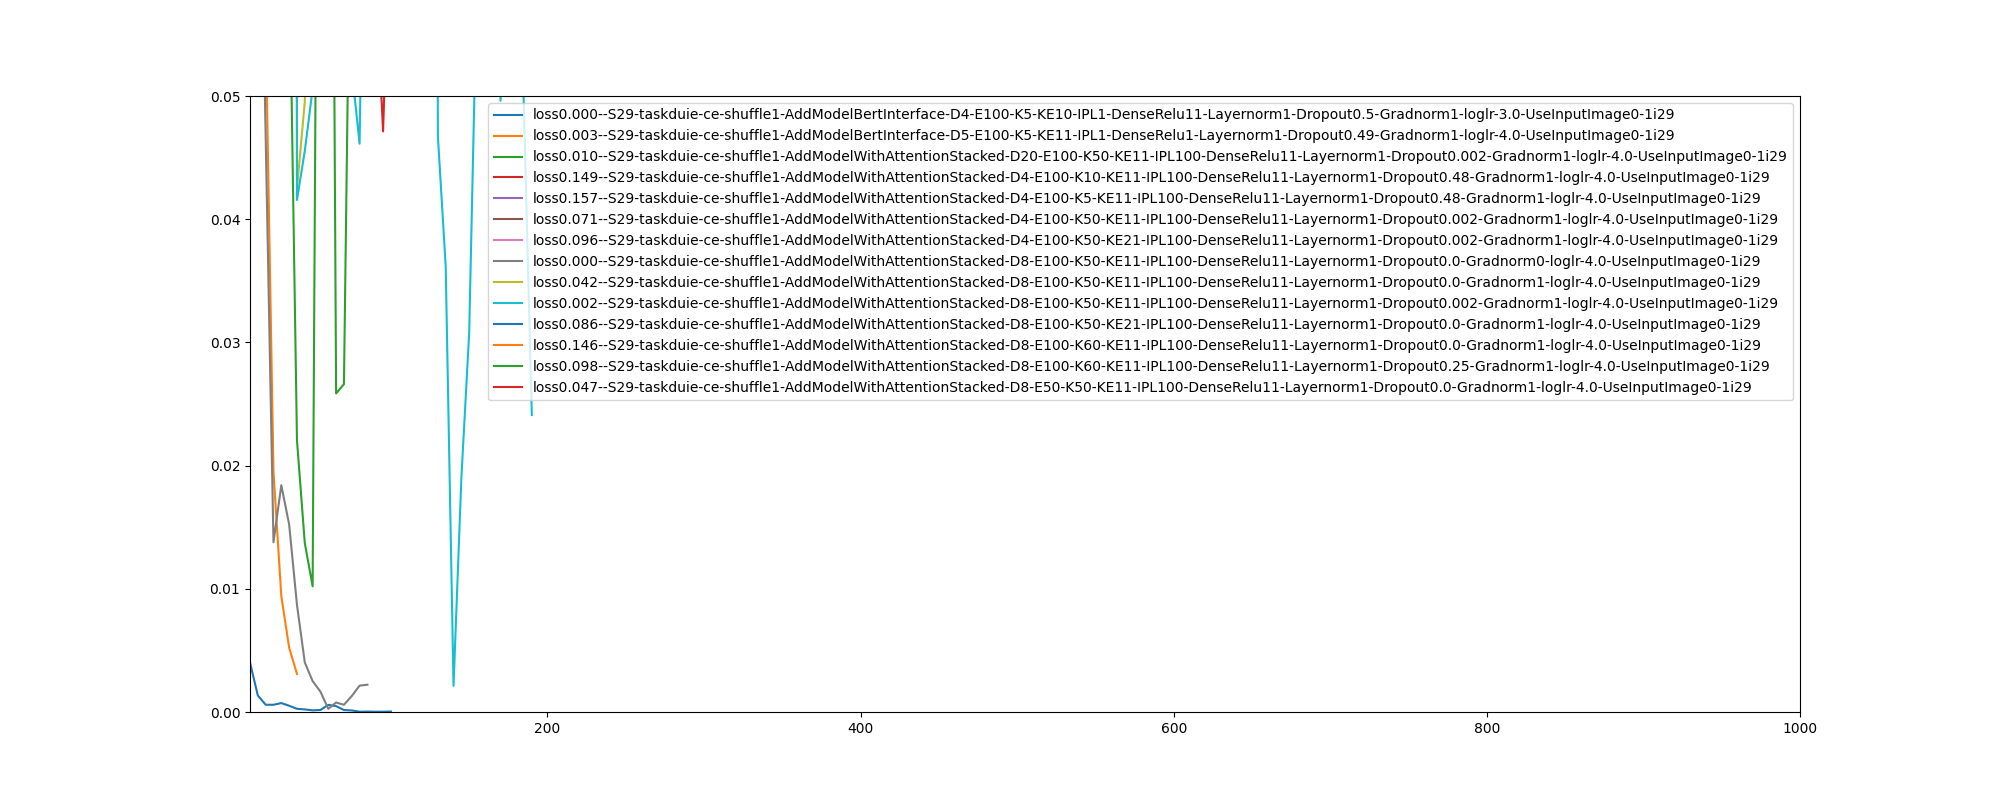 0.05
0.04
0.03
0.02
0.01
0.00
loss0.000--S29-taskduie-ce-shuffle1-AddModelBertInterface-D4-E100-K5-KE10-IPL1-DenseRelu11-Layernorm1-Dropout0.5-Gradnorm1-loglr-3.0-UseInputImage0-1i29
loss0.003--S29-taskduie-ce-shuffle1-AddModelBertInterface-D5-E100-K5-KE11-IPL1-DenseRelu1-Layernorm1-Dropout0.49-Gradnorm1-loglr-4.0-UseInputImage0-1i29
loss0.010--S29-taskduie-ce-shuffle1-AddModelWithAttentionStacked-D20-E100-K50-KE11-IPL100-DenseRelu11-Layernorm1-Dropout0.002-Gradnorm1-loglr-4.0-UseInputImage0-1i29
loss0.149--S29-taskduie-ce-shuffle1-AddModelWithAttentionStacked-D4-E100-K10-KE11-IPL100-DenseRelu11-Layernorm1-Dropout0.48-Gradnorm1-loglr-4.0-UseInputImage0-1i29
loss0.157--S29-taskduie-ce-shuffle1-AddModelWithAttentionStacked-D4-E100-K5-KE11-IPL100-DenseRelu11-Layernorm1-Dropout0.48-Gradnorm1-loglr-4.0-UseInputImage0-1i29
loss0.071--S29-taskduie-ce-shuffle1-AddModelWithAttentionStacked-D4-E100-K50-KE11-IPL100-DenseRelu11-Layernorm1-Dropout0.002-Gradnorm1-loglr-4.0-UseInputImage0-1i29
loss0.096--S29-taskduie-ce-shuffle1-AddModelWithAttentionStacked-D4-E100-K50-KE21-IPL100-DenseRelu11-Layernorm1-Dropout0.002-Gradnorm1-loglr-4.0-UseInputImage0-1i29
loss0.000--S29-taskduie-ce-shuffle1-AddModelWithAttentionStacked-D8-E100-K50-KE11-IPL100-DenseRelu11-Layernorm1-Dropout0.0-Gradnorm0-loglr-4.0-UseInputImage0-1i29
loss0.042--S29-taskduie-ce-shuffle1-AddModelWithAttentionStacked-D8-E100-K50-KE11-IPL100-DenseRelu11-Layernorm1-Dropout0.0-Gradnorm1-loglr-4.0-UseInputImage0-1i29
loss0.002--S29-taskduie-ce-shuffle1-AddModelWithAttentionStacked-D8-E100-K50-KE11-IPL100-DenseRelu11-Layernorm1-Dropout0.002-Gradnorm1-loglr-4.0-UseInputImage0-1i29
loss0.086--S29-taskduie-ce-shuffle1-AddModelWithAttentionStacked-D8-E100-K50-KE21-IPL100-DenseRelu11-Layernorm1-Dropout0.0-Gradnorm1-loglr-4.0-UseInputImage0-1i29
loss0.146--S29-taskduie-ce-shuffle1-AddModelWithAttentionStacked-D8-E100-K60-KE11-IPL100-DenseRelu11-Layernorm1-Dropout0.0-Gradnorm1-loglr-4.0-UseInputImage0-1i29
loss0.098--S29-taskduie-ce-shuffle1-AddModelWithAttentionStacked-D8-E100-K60-KE11-IPL100-DenseRelu11-Layernorm1-Dropout0.25-Gradnorm1-loglr-4.0-UseInputImage0-1i29
loss0.047--S29-taskduie-ce-shuffle1-AddModelWithAttentionStacked-D8-E50-K50-KE11-IPL100-DenseRelu11-Layernorm1-Dropout0.0-Gradnorm1-loglr-4.0-UseInputImage0-1i29
200 400 600 800 1000